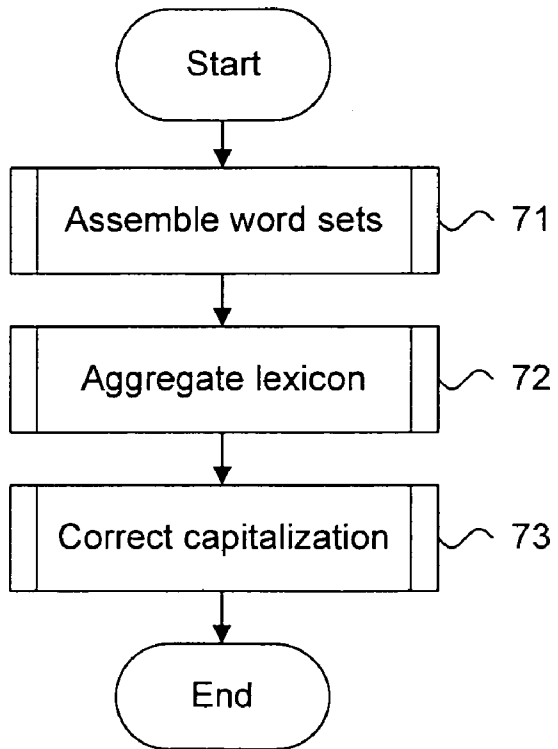 Start
Assemble word sets 71
Aggregate lexicon 72
Correct capitalization 73
End